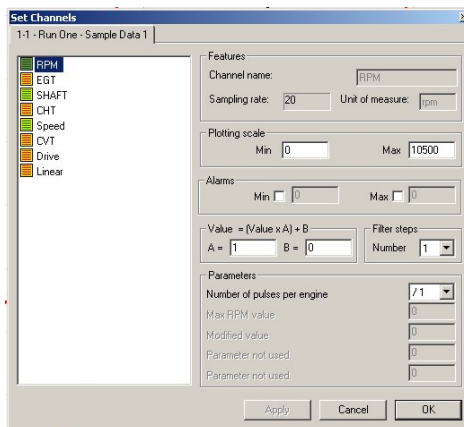 Set Channels
1-1 - Run One - Sample Data 1
RPM
EGT
SHAFT
CHT
Speed
CVT
Drive
Linear
Features
Channel name: RPM
Sampling rate: 20 Unit of measure: rpm
Plotting scale
Min 0 Max 10500
Alarms
Min 0 Max 0
Value = (Value x A) + B Filter steps
A = 1 B = 0 Number 1
Parameters
Number of pulses per engine /1
Max RPM value 0
Modified value 0
Parameter not used 0
Parameter not used 0
Apply Cancel OK